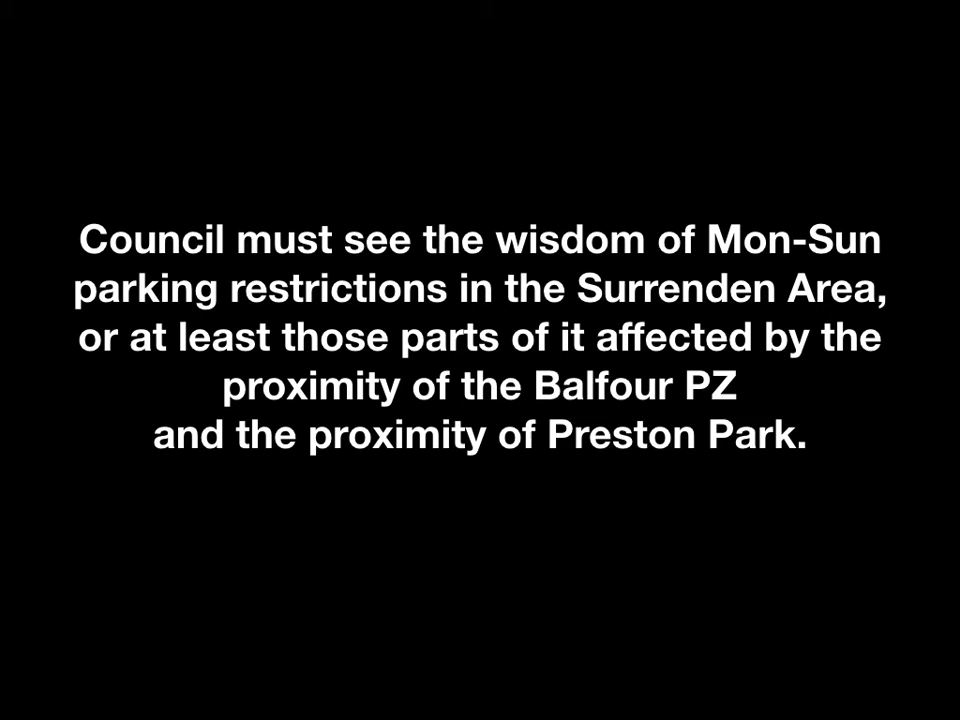 Council must see the wisdom of Mon-Sun
parking restrictions in the Surrenden Area,
or at least those parts of it affected by the
proximity of the Balfour PZ
and the proximity of Preston Park.